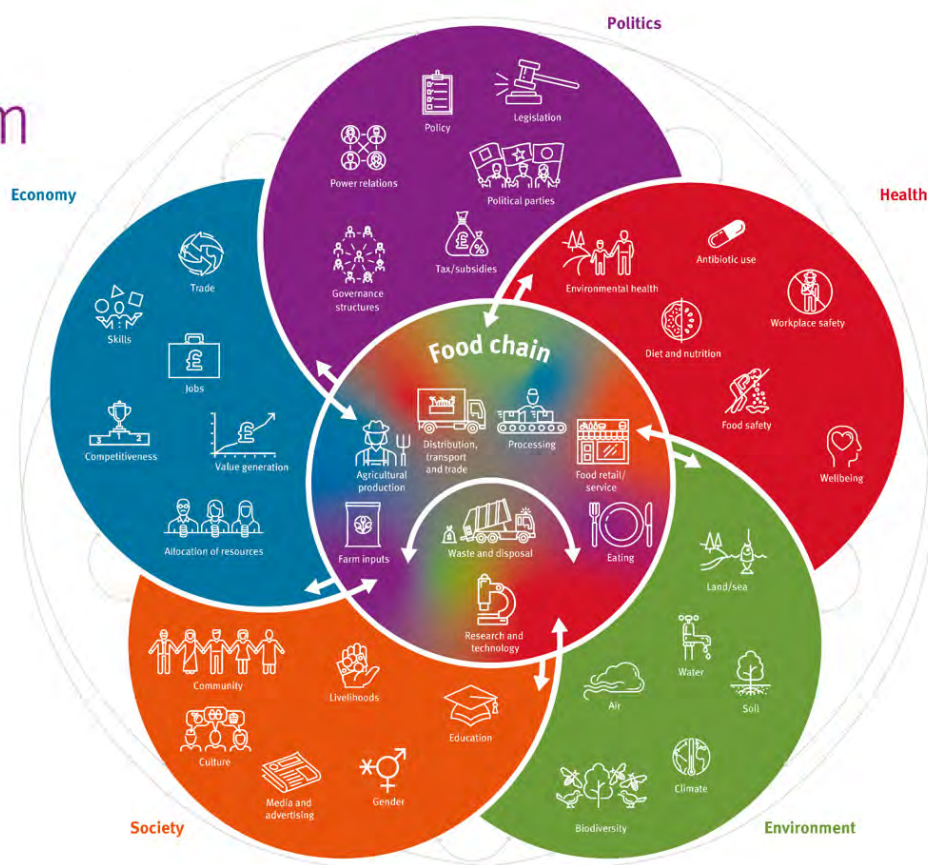 m
Politics
Policy
Legislation
Power relations
Political parties
Tax/subsidies
Governance
structures
Economy
Trade
Skills
£
Jobs
3 1 2
Competitiveness
£
Value generation
Allocation of resources
£
%
Health
Environmental health
Antibiotic use
Workplace safety
Diet and nutrition
Food safety
Wellbeing
Food chain
Agricultural
production
Distribution,
transport
and trade
Processing
Food retail/
service
Farm inputs
Waste and disposal
Eating
Research and
technology
Society
Community
Livelihoods
Education
Culture
Media and
advertising
Gender
Environment
Land/sea
Water
Air
Soil
Climate
Biodiversity